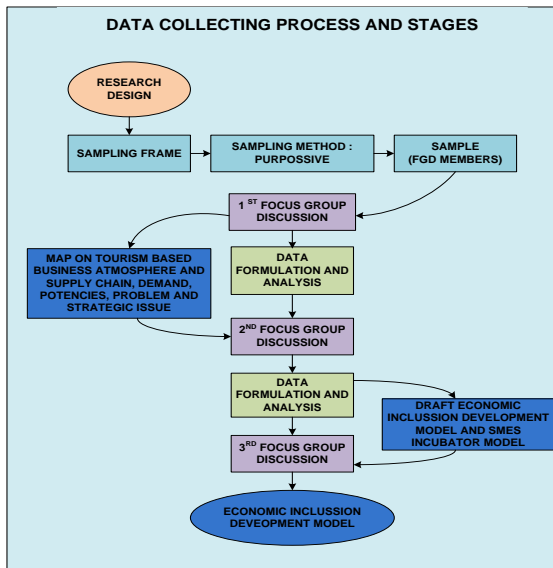 DATA COLLECTING PROCESS AND STAGES
RESEARCH
DESIGN
SAMPLING FRAME
SAMPLING METHOD :
PURPOSSIVE
SAMPLE
(FGD MEMBERS)
1 ST FOCUS GROUP
DISCUSSION
MAP ON TOURISM BASED
BUSINESS ATMOSPHERE AND
SUPPLY CHAIN, DEMAND,
POTENCIES, PROBLEM AND
STRATEGIC ISSUE
DATA
FORMULATION AND
ANALYSIS
2ND FOCUS GROUP
DISCUSSION
DATA
FORMULATION AND
ANALYSIS
DRAFT ECONOMIC
INCLUSSION DEVELOPMENT
MODEL AND SMES
INCUBATOR MODEL
3RD FOCUS GROUP
DISCUSSION
ECONOMIC INCLUSSION
DEVEOPMENT MODEL